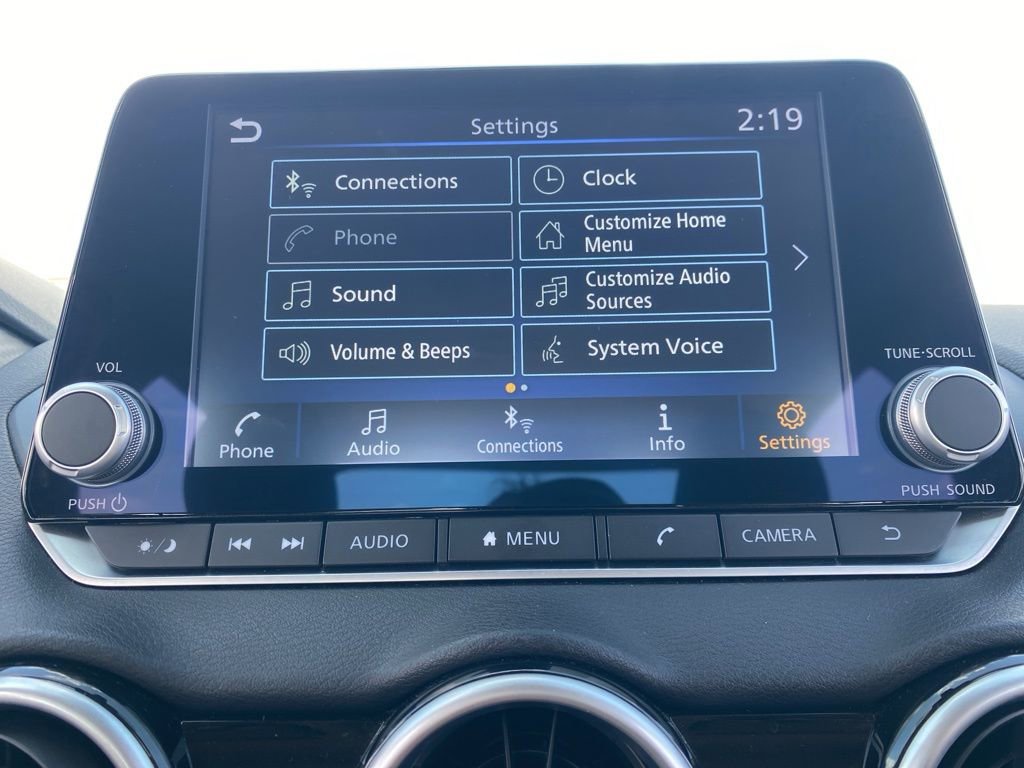 Settings
2:19
Connections
Clock
Phone
Customize Home
Menu
Sound
Customize Audio
Sources
Volume & Beeps
System Voice
VOL
TUNE·SCROLL
Phone
Audio
Connections
Info
Settings
PUSH
PUSH SOUND
AUDIO
MENU
CAMERA